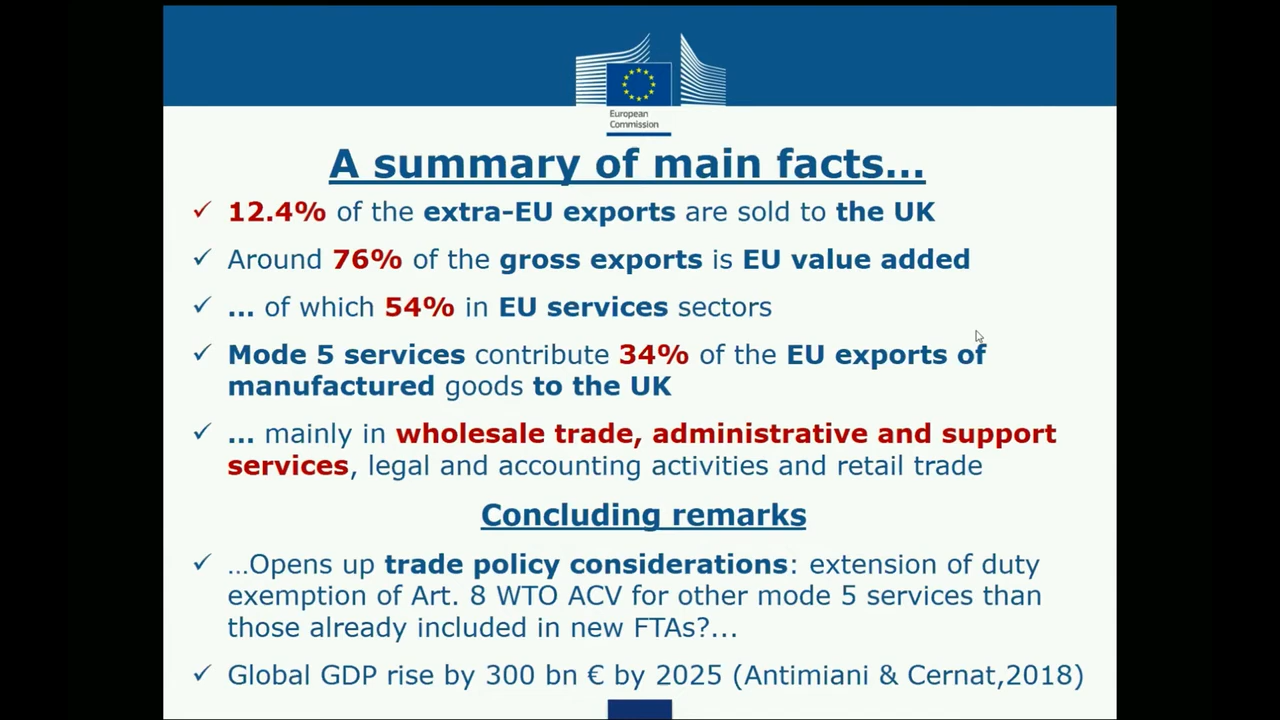 European
Commission
A summary of main facts...
✓ 12.4% of the extra-EU exports are sold to the UK
✓ Around 76% of the gross exports is EU value added
✓ ... of which 54% in EU services sectors
✓ Mode 5 services contribute 34% of the EU exports of
manufactured goods to the UK
✓ ... mainly in wholesale trade, administrative and support
services, legal and accounting activities and retail trade
Concluding remarks
✓ ...Opens up trade policy considerations: extension of duty
exemption of Art. 8 WTO ACV for other mode 5 services than
those already included in new FTAs?...
✓ Global GDP rise by 300 bn € by 2025 (Antimiani & Cernat,2018)